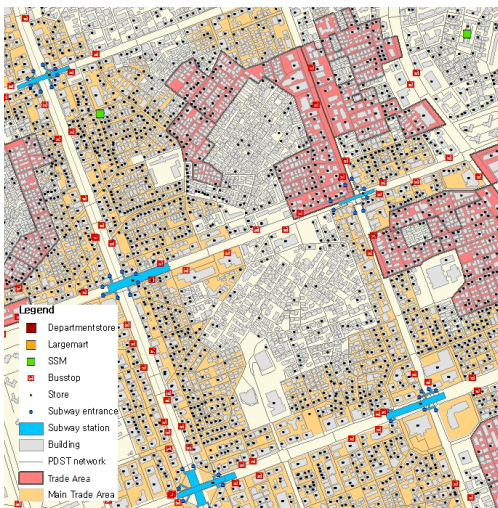 Legend
Departmentstore
Largemart
SSM
Busstop
Store
Subway entrance
Subway station
Building
PDST network
Trade Area
Main Trade Area